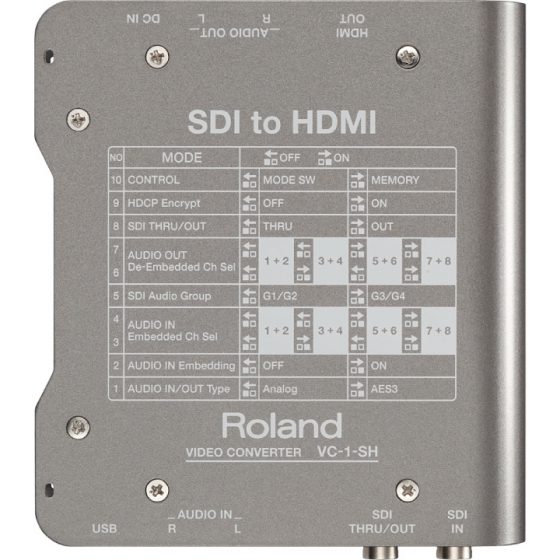 DC IN
L
AUDIO OUT
R
HDMI
OUT
SDI to HDMI
NO MODE OFF ON
10 CONTROL MODE SW MEMORY
9 HDCP Encrypt OFF ON
8 SDI THRU/OUT THRU OUT
7 AUDIO OUT
6 De-Embedded Ch Sel 1 + 2 3 + 4 5 + 6 7 + 8
5 SDI Audio Group G1/G2 G3/G4
4 AUDIO IN
3 Embedded Ch Sel 1 + 2 3 + 4 5 + 6 7 + 8
2 AUDIO IN Embedding OFF ON
1 AUDIO IN/OUT Type Analog AES3
Roland
VIDEO CONVERTER VC-1-SH
AUDIO IN SDI SDI
USB R L THRU/OUT IN